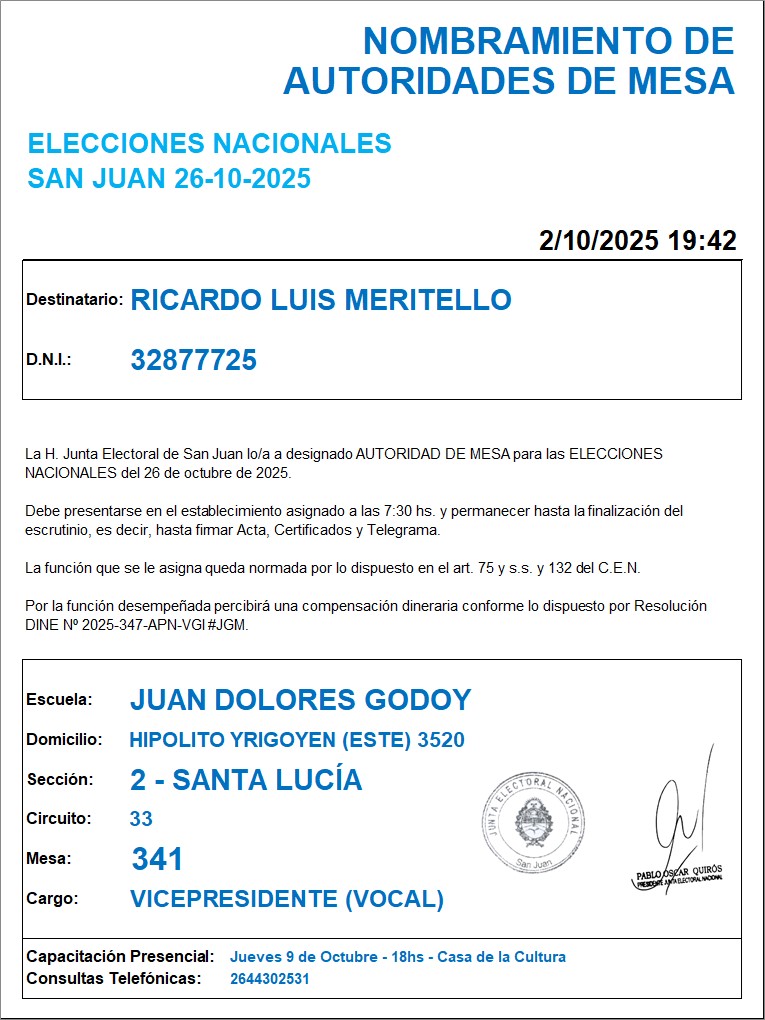 NOMBRAMIENTO DE
AUTORIDADES DE MESA
ELECCIONES NACIONALES
SAN JUAN 26-10-2025
2/10/2025 19:42
Destinatario: RICARDO LUIS MERITELLO
D.N.I.: 32877725
La H. Junta Electoral de San Juan lo/a a designado AUTORIDAD DE MESA para las ELECCIONES
NACIONALES del 26 de octubre de 2025.
Debe presentarse en el establecimiento asignado a las 7:30 hs. y permanecer hasta la finalización del
escrutinio, es decir, hasta firmar Acta, Certificados y Telegrama.
La función que se le asigna queda normada por lo dispuesto en el art. 75 y s.s. y 132 del C.E.N.
Por la función desempeñada percibirá una compensación dineraria conforme lo dispuesto por Resolución
DINE Nº 2025-347-APN-VGI#JGM.
Escuela: JUAN DOLORES GODOY
Domicilio: HIPOLITO YRIGOYEN (ESTE) 3520
Sección: 2 - SANTA LUCÍA
Circuito: 33
Mesa: 341
Cargo: VICEPRESIDENTE (VOCAL)
JUNTA ELECTORAL NACIONAL
San Juan
PABLO OSCAR QUIRÓS
PRESIDENTE JUNTA ELECTORAL NACIONAL
Capacitación Presencial: Jueves 9 de Octubre - 18hs - Casa de la Cultura
Consultas Telefónicas: 2644302531